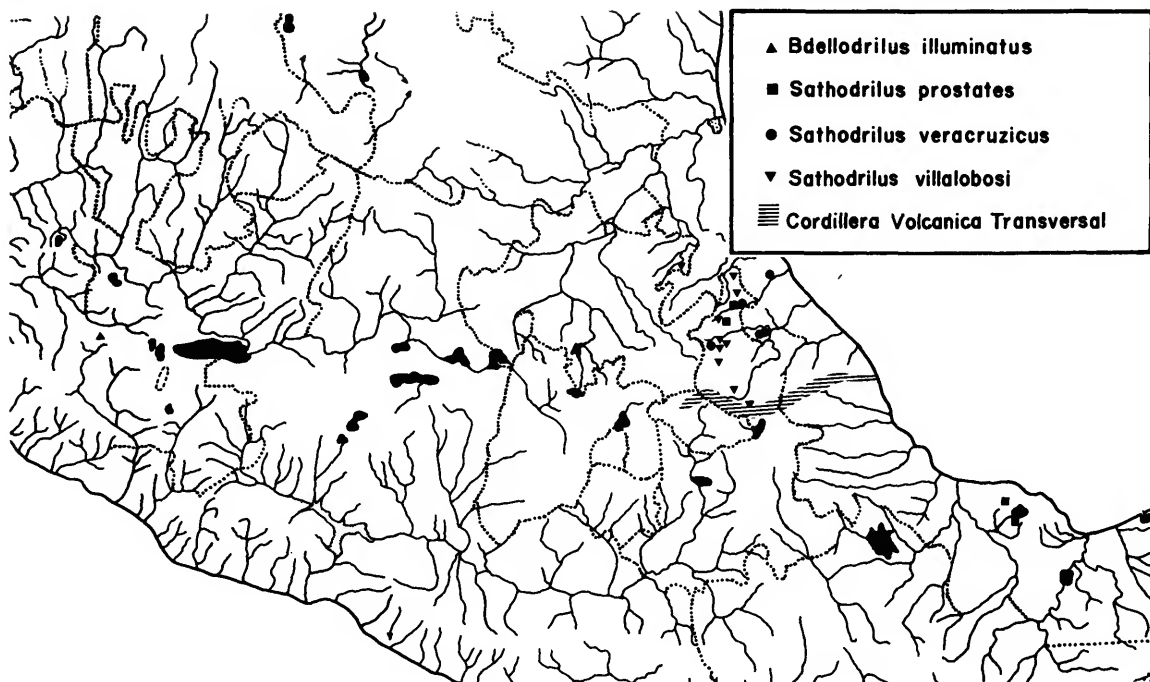 Bdellodrilus illuminatus
Sathodrilus prostates
Sathodrilus veracruzicus
Sathodrilus villalobosi
Cordillera Volcanica Transversal